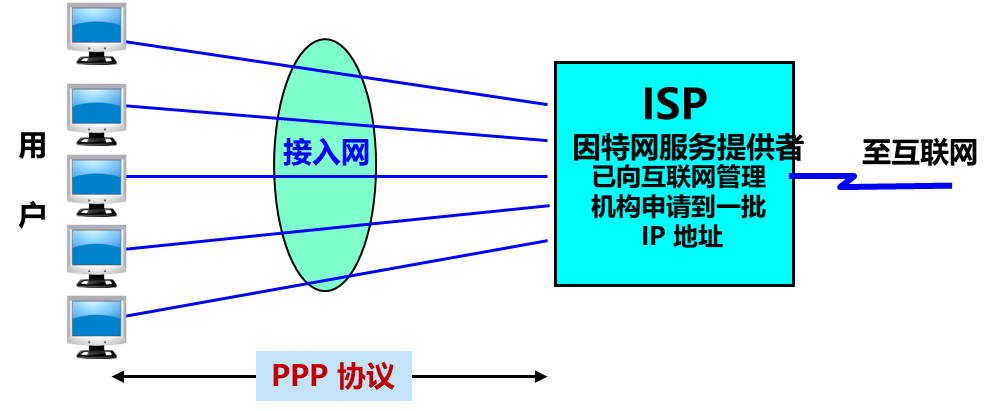 用
户
接入网
ISP
因特网服务提供者
已向互联网管理
机构申请到一批
IP 地址
至互联网
PPP 协议